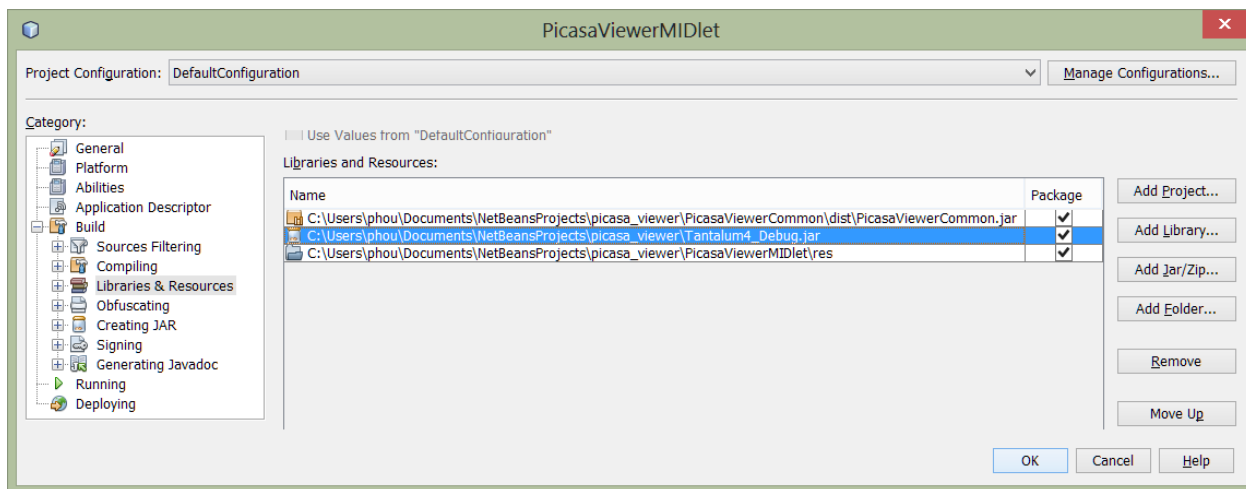 PicasaViewerMIDlet
Project Configuration: DefaultConfiguration Manage Configurations...
Category:
General
Platform
Abilities
Application Descriptor
Build
Sources Filtering
Compiling
Libraries & Resources
Obfuscating
Creating JAR
Signing
Generating Javadoc
Running
Deploying
Use Values from "DefaultConfiguration"
Libraries and Resources:
Name Package
C:\Users\phou\Documents\NetBeansProjects\picasa_viewer\PicasaViewerCommon\dist\PicasaViewerCommon.jar
C:\Users\phou\Documents\NetBeansProjects\picasa_viewer\Tantalum4_Debug.jar
C:\Users\phou\Documents\NetBeansProjects\picasa_viewer\PicasaViewerMIDlet\res
Add Project...
Add Library...
Add Jar/Zip...
Add Folder...
Remove
Move Up
OK Cancel Help